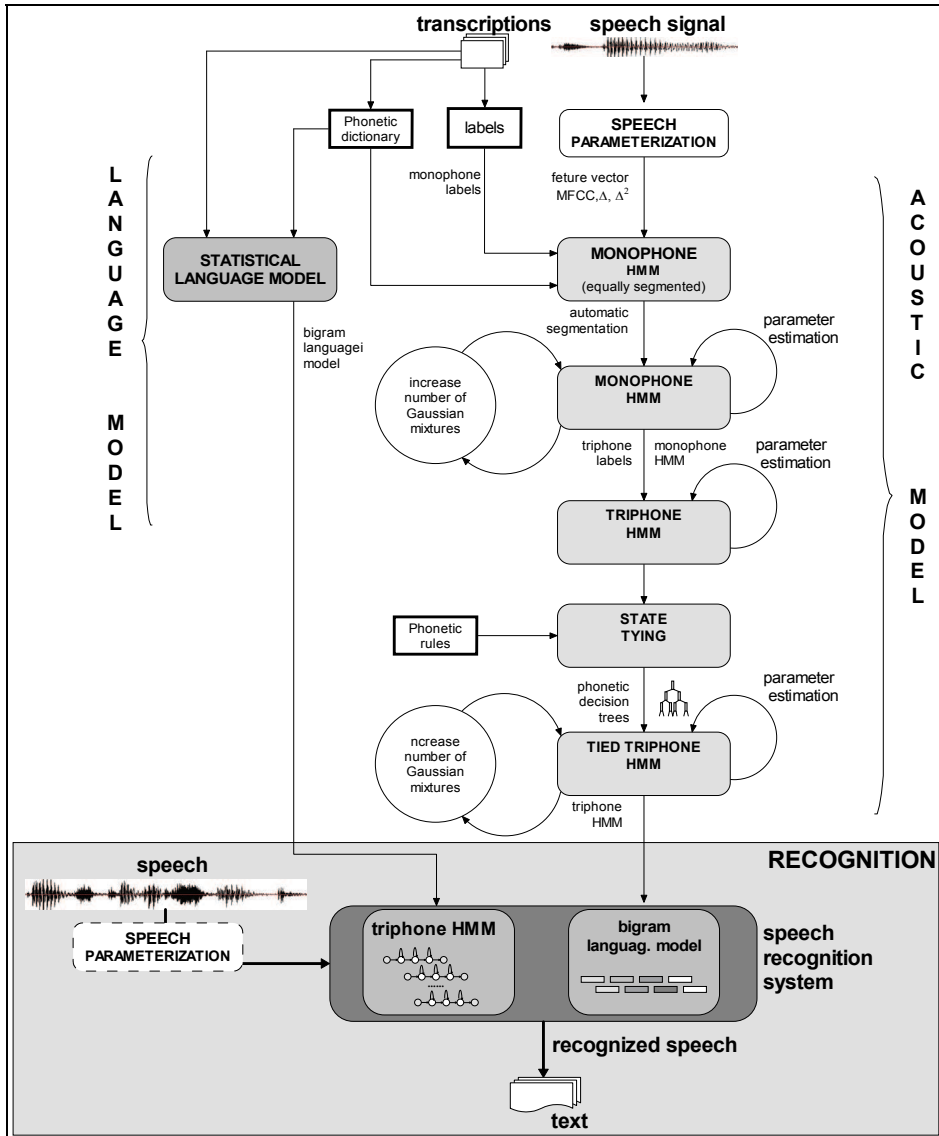 transcriptions
speech signal
Phonetic
dictionary
labels
SPEECH
PARAMETERIZATION
monophone
labels
feture vector
MFCC,Δ, Δ²
LANGUAGE MODEL
ACOUSTIC MODEL
STATISTICAL
LANGUAGE MODEL
MONOPHONE
HMM
(equally segmented)
automatic
segmentation
bigram
languagei
model
parameter
estimation
increase
number of
Gaussian
mixtures
MONOPHONE
HMM
triphone
labels
monophone
HMM
parameter
estimation
TRIPHONE
HMM
Phonetic
rules
STATE
TYING
phonetic
decision
trees
parameter
estimation
ncrease
number of
Gaussian
mixtures
TIED TRIPHONE
HMM
triphone
HMM
RECOGNITION
speech
SPEECH
PARAMETERIZATION
triphone HMM
......
bigram
languag. model
speech
recognition
system
recognized speech
text